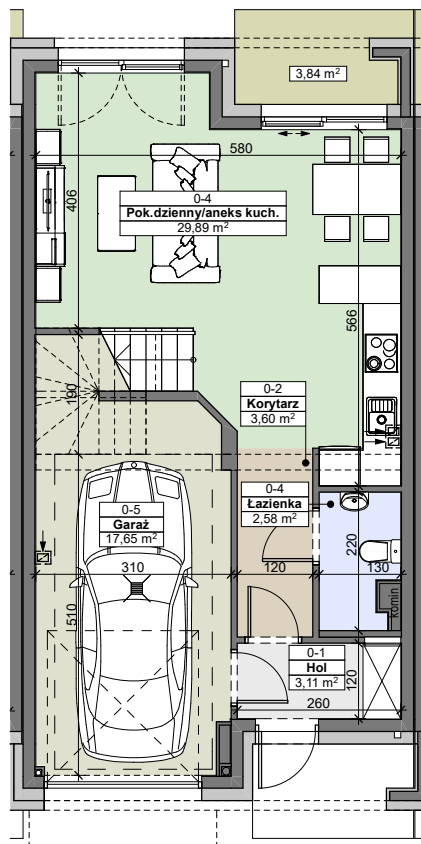 3,84 m²
580
406
0-4
Pok.dzienny/aneks kuch.
29,89 m²
566
190
0-2
Korytarz
3,60 m²
0-4
Łazienka
2,58 m²
0-5
Garaż
17,65 m²
220
310
120
130
510
komin
0-1
Hol
3,11 m²
120
260